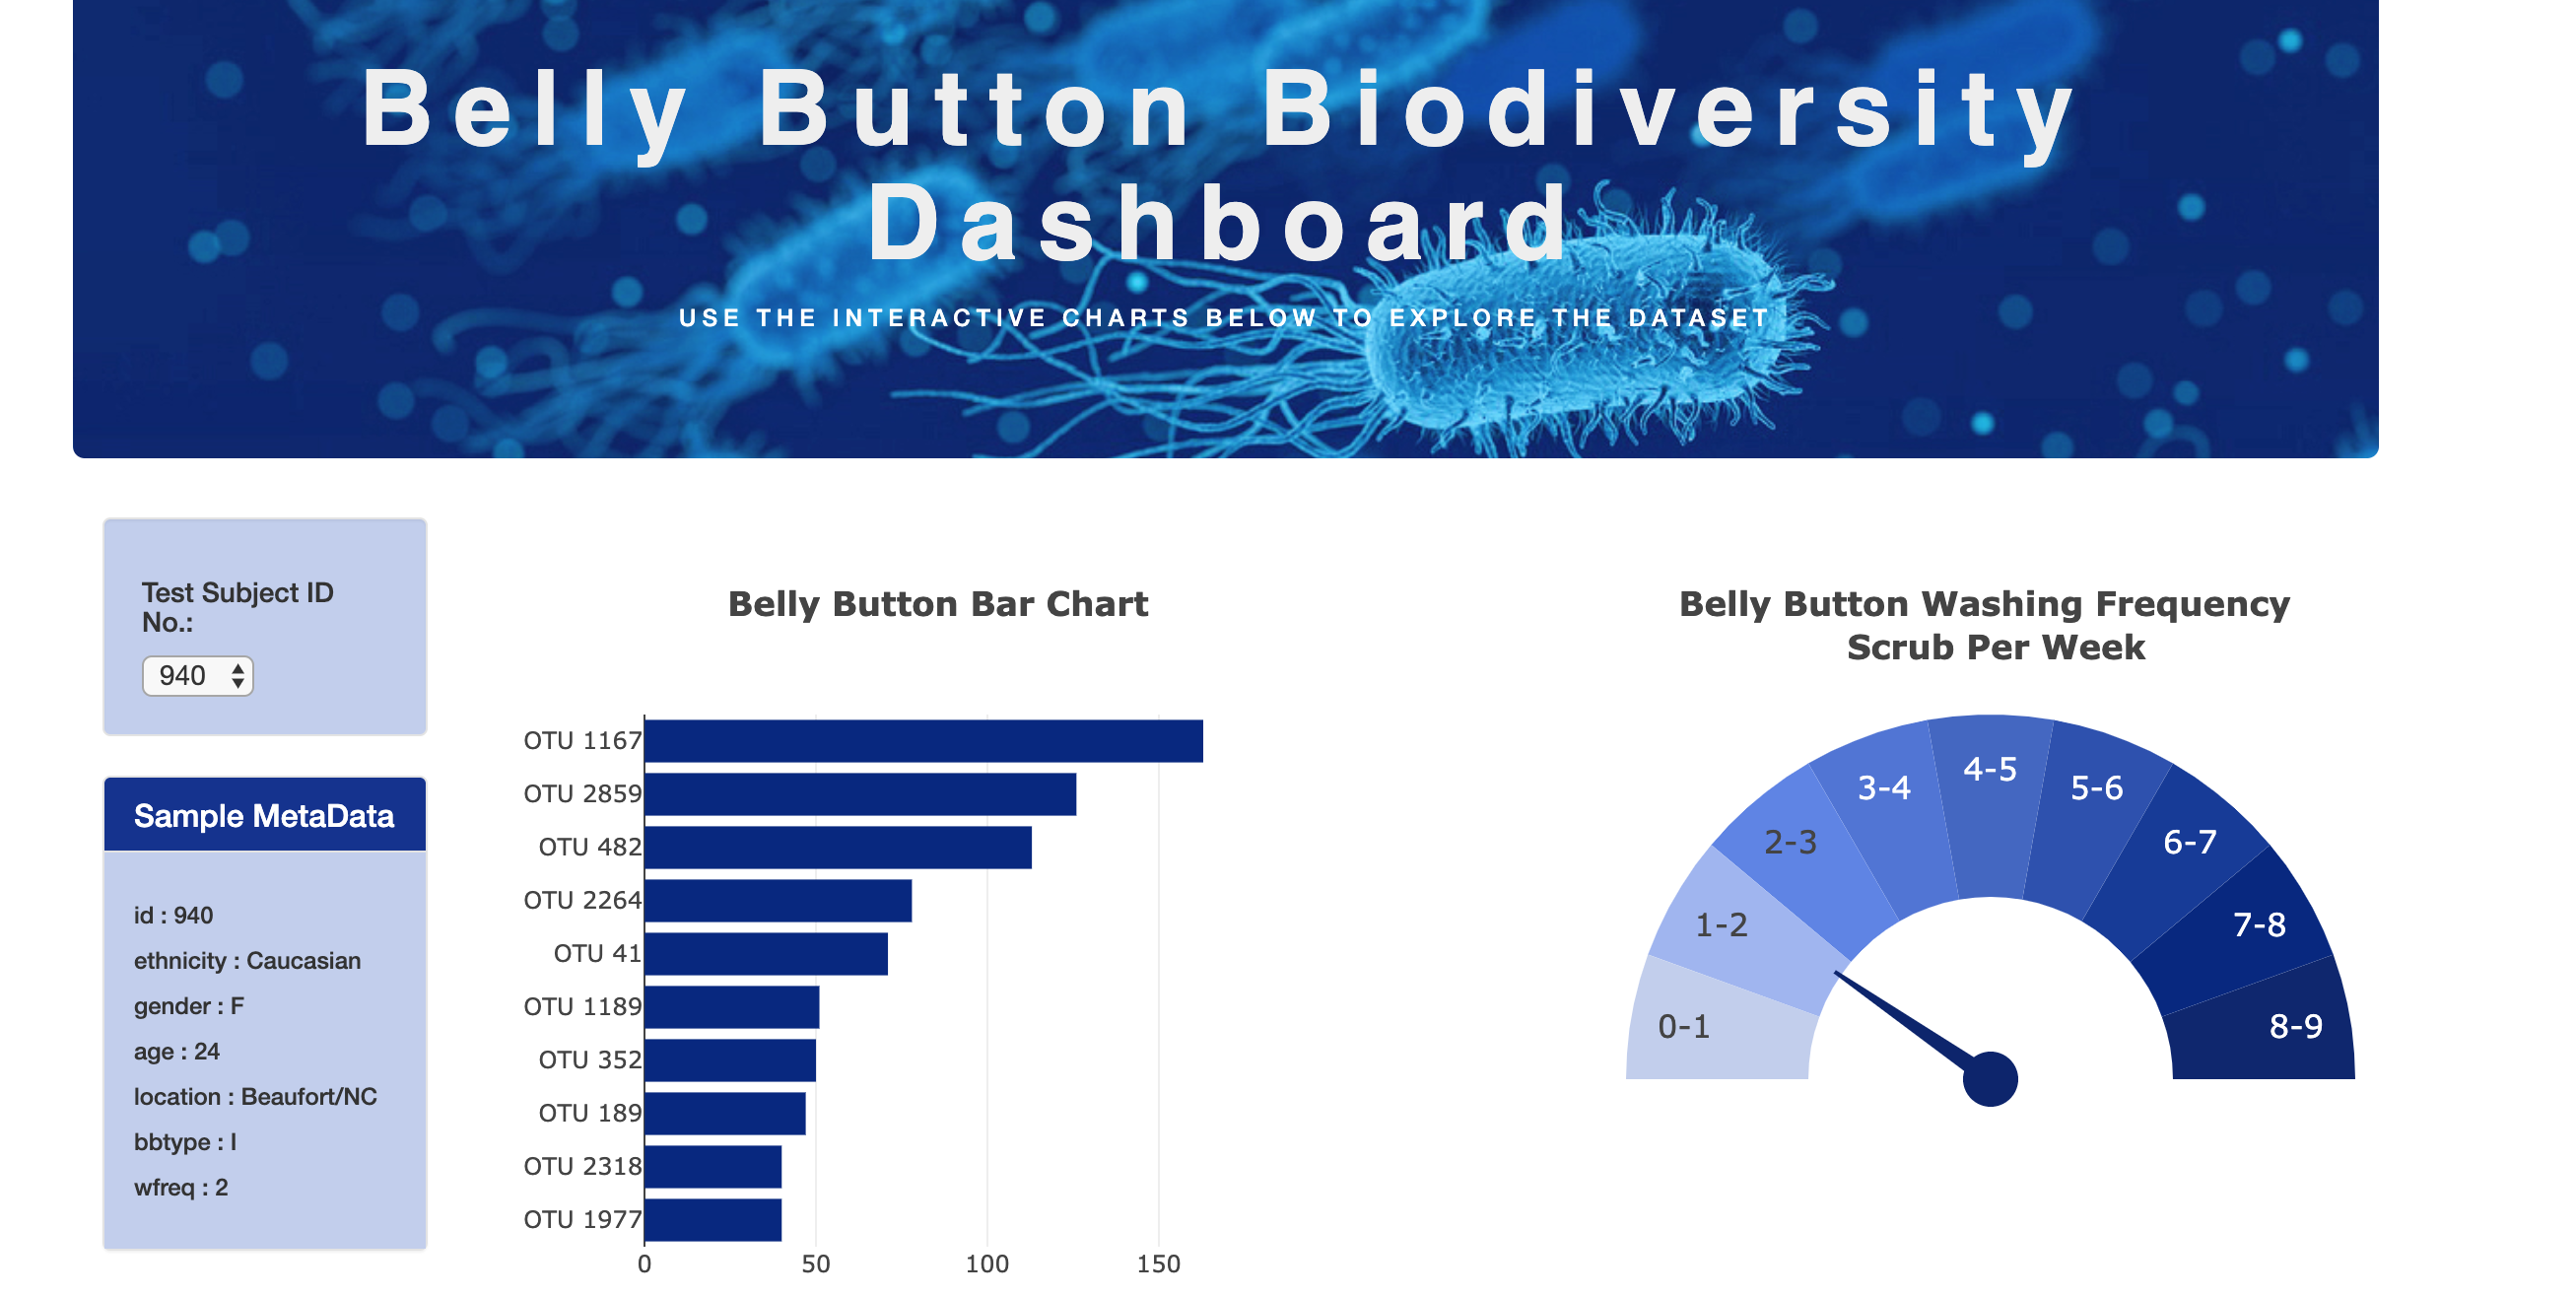 Belly Button Biodiversity
Dashboard
USE THE INTERACTIVE CHARTS BELOW TO EXPLORE THE DATASET
Test Subject ID
No.:
940
Sample MetaData
id : 940
ethnicity : Caucasian
gender : F
age : 24
location : Beaufort/NC
bbtype : I
wfreq : 2
Belly Button Bar Chart
OTU 1167
OTU 2859
OTU 482
OTU 2264
OTU 41
OTU 1189
OTU 352
OTU 189
OTU 2318
OTU 1977
0 50 100 150
Belly Button Washing Frequency
Scrub Per Week
0-1
1-2
2-3
3-4
4-5
5-6
6-7
7-8
8-9